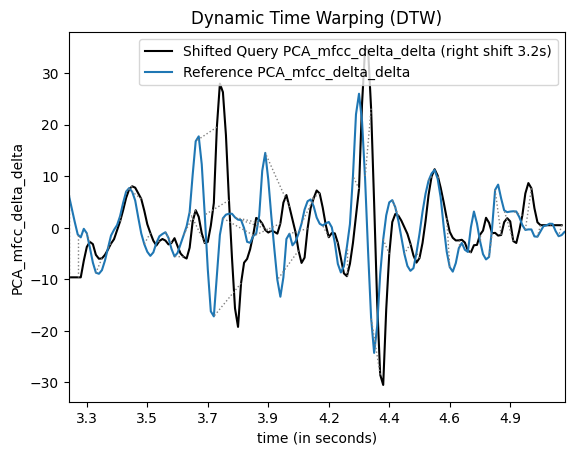 Dynamic Time Warping (DTW)
Shifted Query PCA_mfcc_delta_delta (right shift 3.2s)
Reference PCA_mfcc_delta_delta
PCA_mfcc_delta_delta
30
20
10
0
−10
−20
−30
3.3 3.5 3.7 3.9 4.2 4.4 4.6 4.9
time (in seconds)